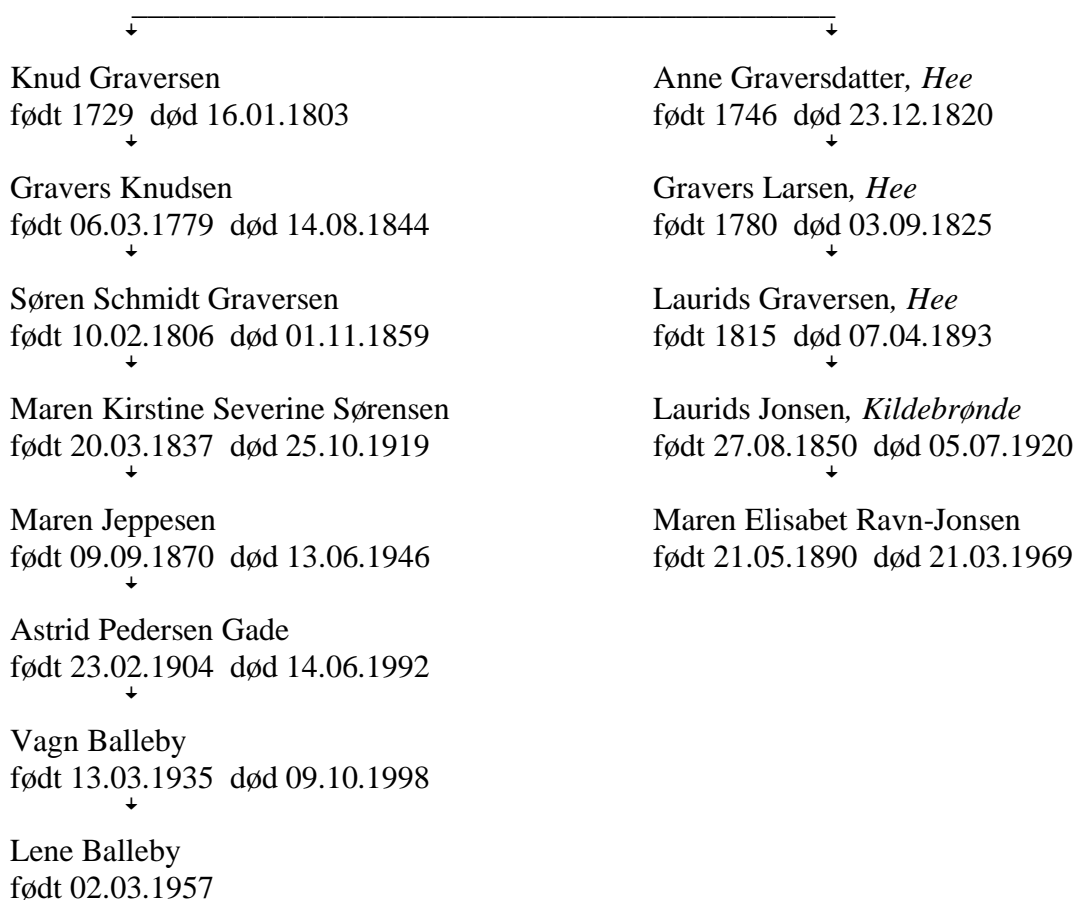 Knud Graversen
født 1729 død 16.01.1803
Gravers Knudsen
født 06.03.1779 død 14.08.1844
Søren Schmidt Graversen
født 10.02.1806 død 01.11.1859
Maren Kirstine Severine Sørensen
født 20.03.1837 død 25.10.1919
Maren Jeppesen
født 09.09.1870 død 13.06.1946
Astrid Pedersen Gade
født 23.02.1904 død 14.06.1992
Vagn Balleby
født 13.03.1935 død 09.10.1998
Lene Balleby
født 02.03.1957
Anne Graversdatter, Hee
født 1746 død 23.12.1820
Gravers Larsen, Hee
født 1780 død 03.09.1825
Laurids Graversen, Hee
født 1815 død 07.04.1893
Laurids Jonsen, Kildebrønde
født 27.08.1850 død 05.07.1920
Maren Elisabet Ravn-Jonsen
født 21.05.1890 død 21.03.1969